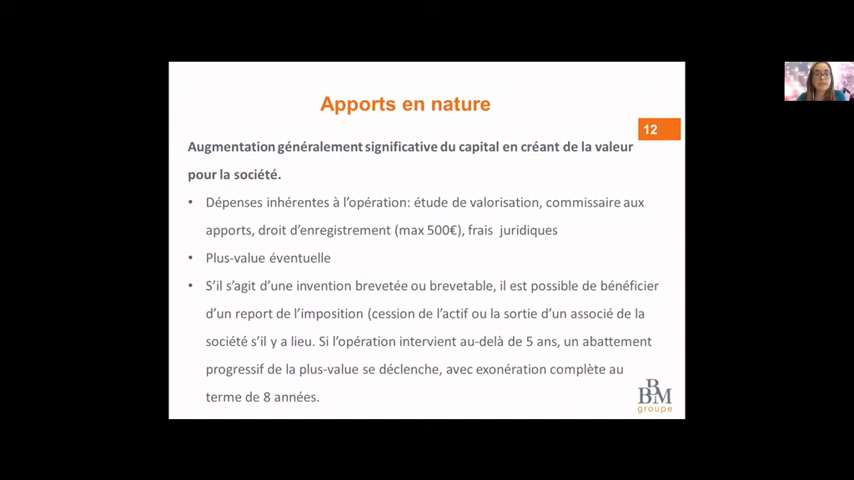 Apports en nature
12
Augmentation généralement significative du capital en créant de la valeur
pour la société.
• Dépenses inhérentes à l'opération: étude de valorisation, commissaire aux
apports, droit d'enregistrement (max 500€), frais juridiques
• Plus-value éventuelle
• S'il s'agit d'une invention brevetée ou brevetable, il est possible de bénéficier
d'un report de l'imposition (cession de l'actif ou la sortie d'un associé de la
société s'il y a lieu. Si l'opération intervient au-delà de 5 ans, un abattement
progressif de la plus-value se déclenche, avec exonération complète au
terme de 8 années.
BBM
groupe